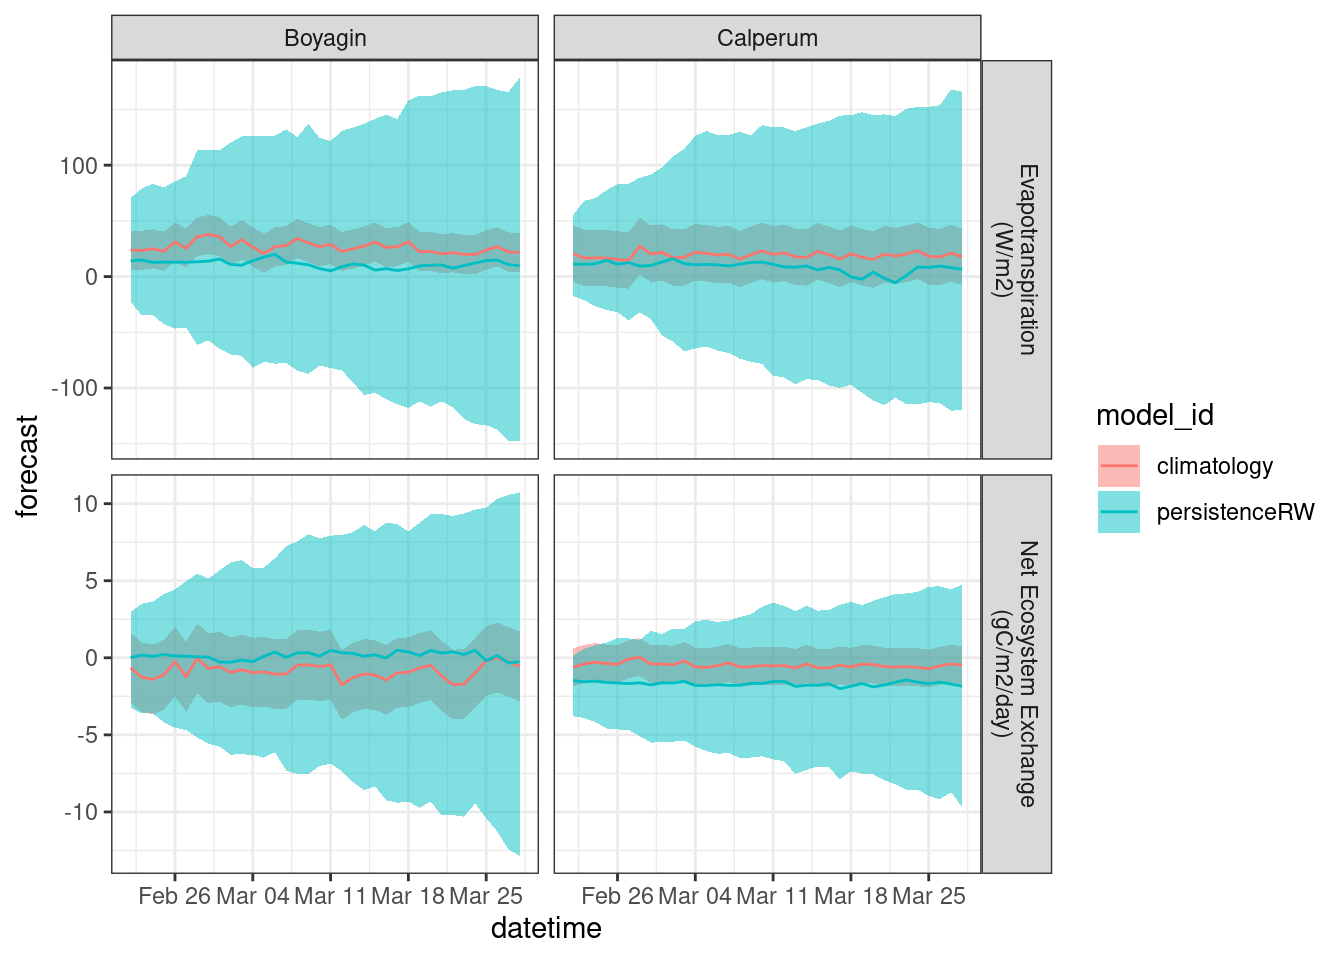 Boyagin
Calperum
100
0
-100
Evapotranspiration
(W/m2)
10
5
0
-5
-10
Net Ecosystem Exchange
(gC/m2/day)
forecast
Feb 26 Mar 04 Mar 11 Mar 18 Mar 25
Feb 26 Mar 04 Mar 11 Mar 18 Mar 25
datetime
model_id
climatology
persistenceRW